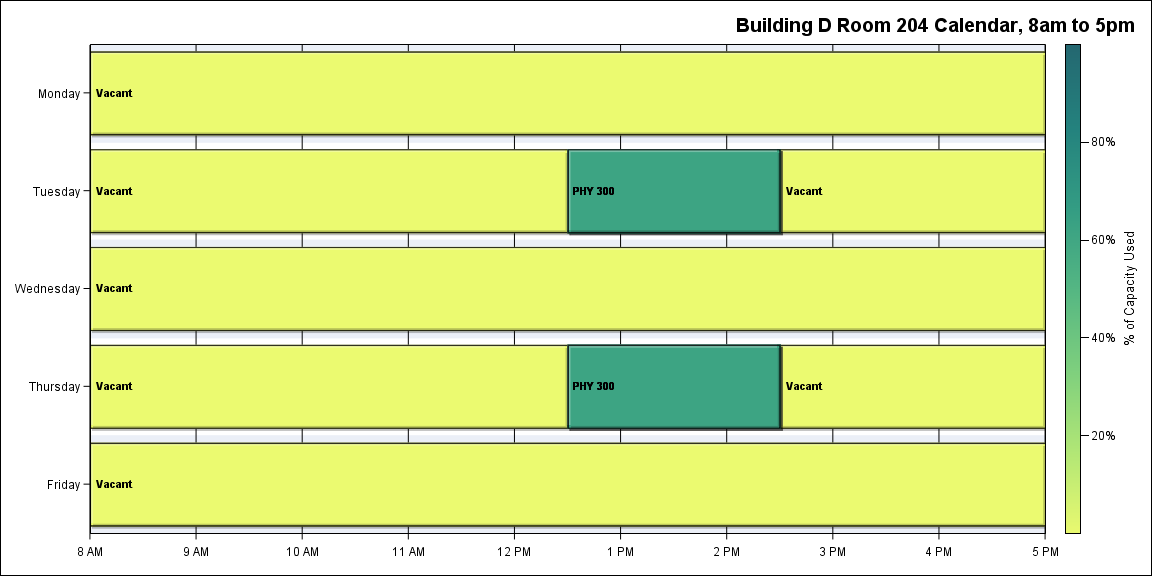 Building D Room 204 Calendar, 8am to 5pm
Monday
Vacant
Tuesday
Vacant
PHY 300
Vacant
Wednesday
Vacant
Thursday
Vacant
PHY 300
Vacant
Friday
Vacant
8 AM
9 AM
10 AM
11 AM
12 PM
1 PM
2 PM
3 PM
4 PM
5 PM
80%
60%
40%
20%
% of Capacity Used